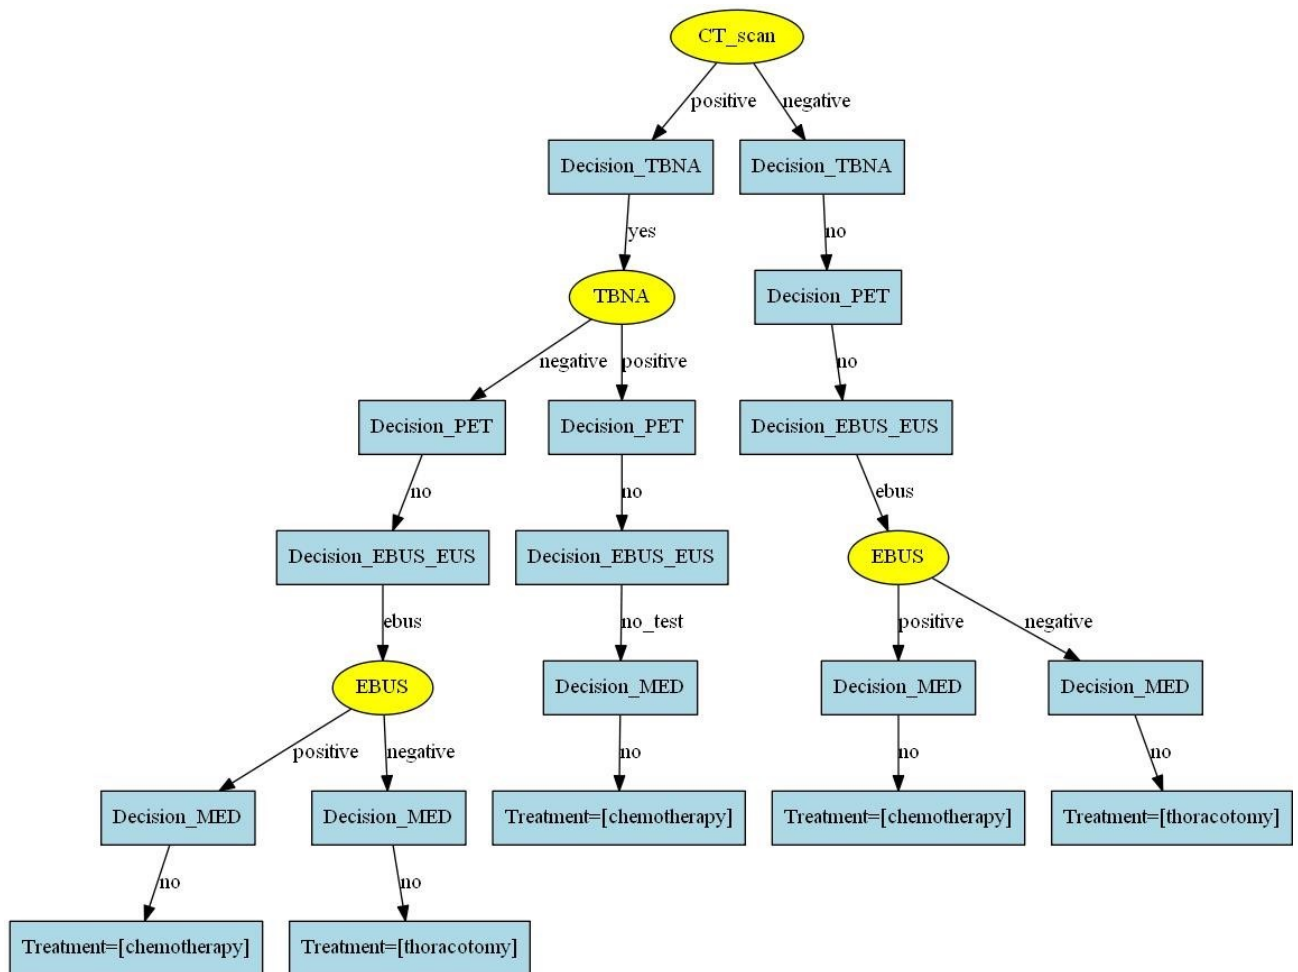 CT_scan
positive
negative
Decision_TBNA
Decision_TBNA
yes
no
TBNA
Decision_PET
negative
positive
no
Decision_PET
Decision_PET
Decision_EBUS_EUS
no
no
ebus
Decision_EBUS_EUS
Decision_EBUS_EUS
EBUS
ebus
no_test
positive
negative
EBUS
Decision_MED
Decision_MED
Decision_MED
positive
negative
no
no
no
Decision_MED
Decision_MED
Treatment=[chemotherapy]
Treatment=[chemotherapy]
Treatment=[thoracotomy]
no
no
Treatment=[chemotherapy]
Treatment=[thoracotomy]